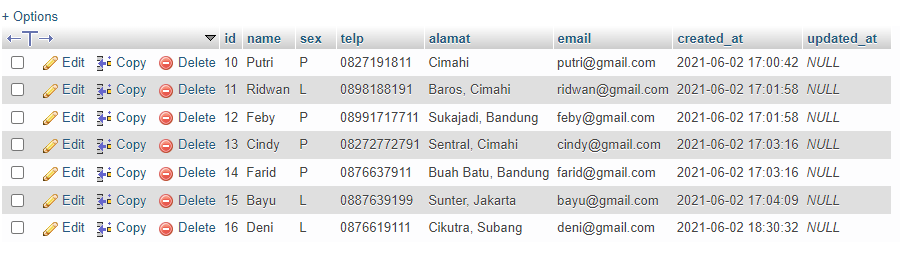 + Options
id name sex telp alamat email created_at updated_at
Edit Copy Delete 10 Putri P 0827191811 Cimahi putri@gmail.com 2021-06-02 17:00:42 NULL
Edit Copy Delete 11 Ridwan L 0898188191 Baros, Cimahi ridwan@gmail.com 2021-06-02 17:01:58 NULL
Edit Copy Delete 12 Feby P 08991717711 Sukajadi, Bandung feby@gmail.com 2021-06-02 17:01:58 NULL
Edit Copy Delete 13 Cindy P 08272772791 Sentral, Cimahi cindy@gmail.com 2021-06-02 17:03:16 NULL
Edit Copy Delete 14 Farid P 0876637911 Buah Batu, Bandung farid@gmail.com 2021-06-02 17:03:16 NULL
Edit Copy Delete 15 Bayu L 0887639199 Sunter, Jakarta bayu@gmail.com 2021-06-02 17:04:09 NULL
Edit Copy Delete 16 Deni L 0876619111 Cikutra, Subang deni@gmail.com 2021-06-02 18:30:32 NULL